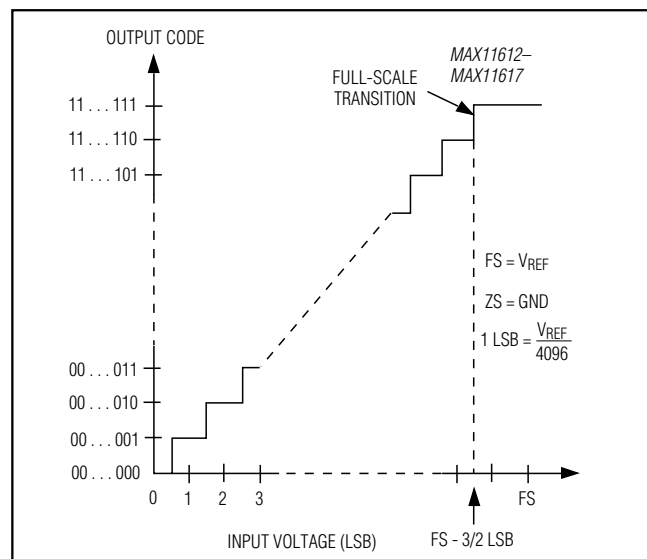 OUTPUT CODE
MAX11612–
MAX11617
FULL-SCALE
TRANSITION
11 . . . 111
11 . . . 110
11 . . . 101
FS = VREF
ZS = GND
1 LSB = VREF
4096
00 . . . 011
00 . . . 010
00 . . . 001
00 . . . 000
0 1 2 3 FS
INPUT VOLTAGE (LSB)
FS - 3/2 LSB